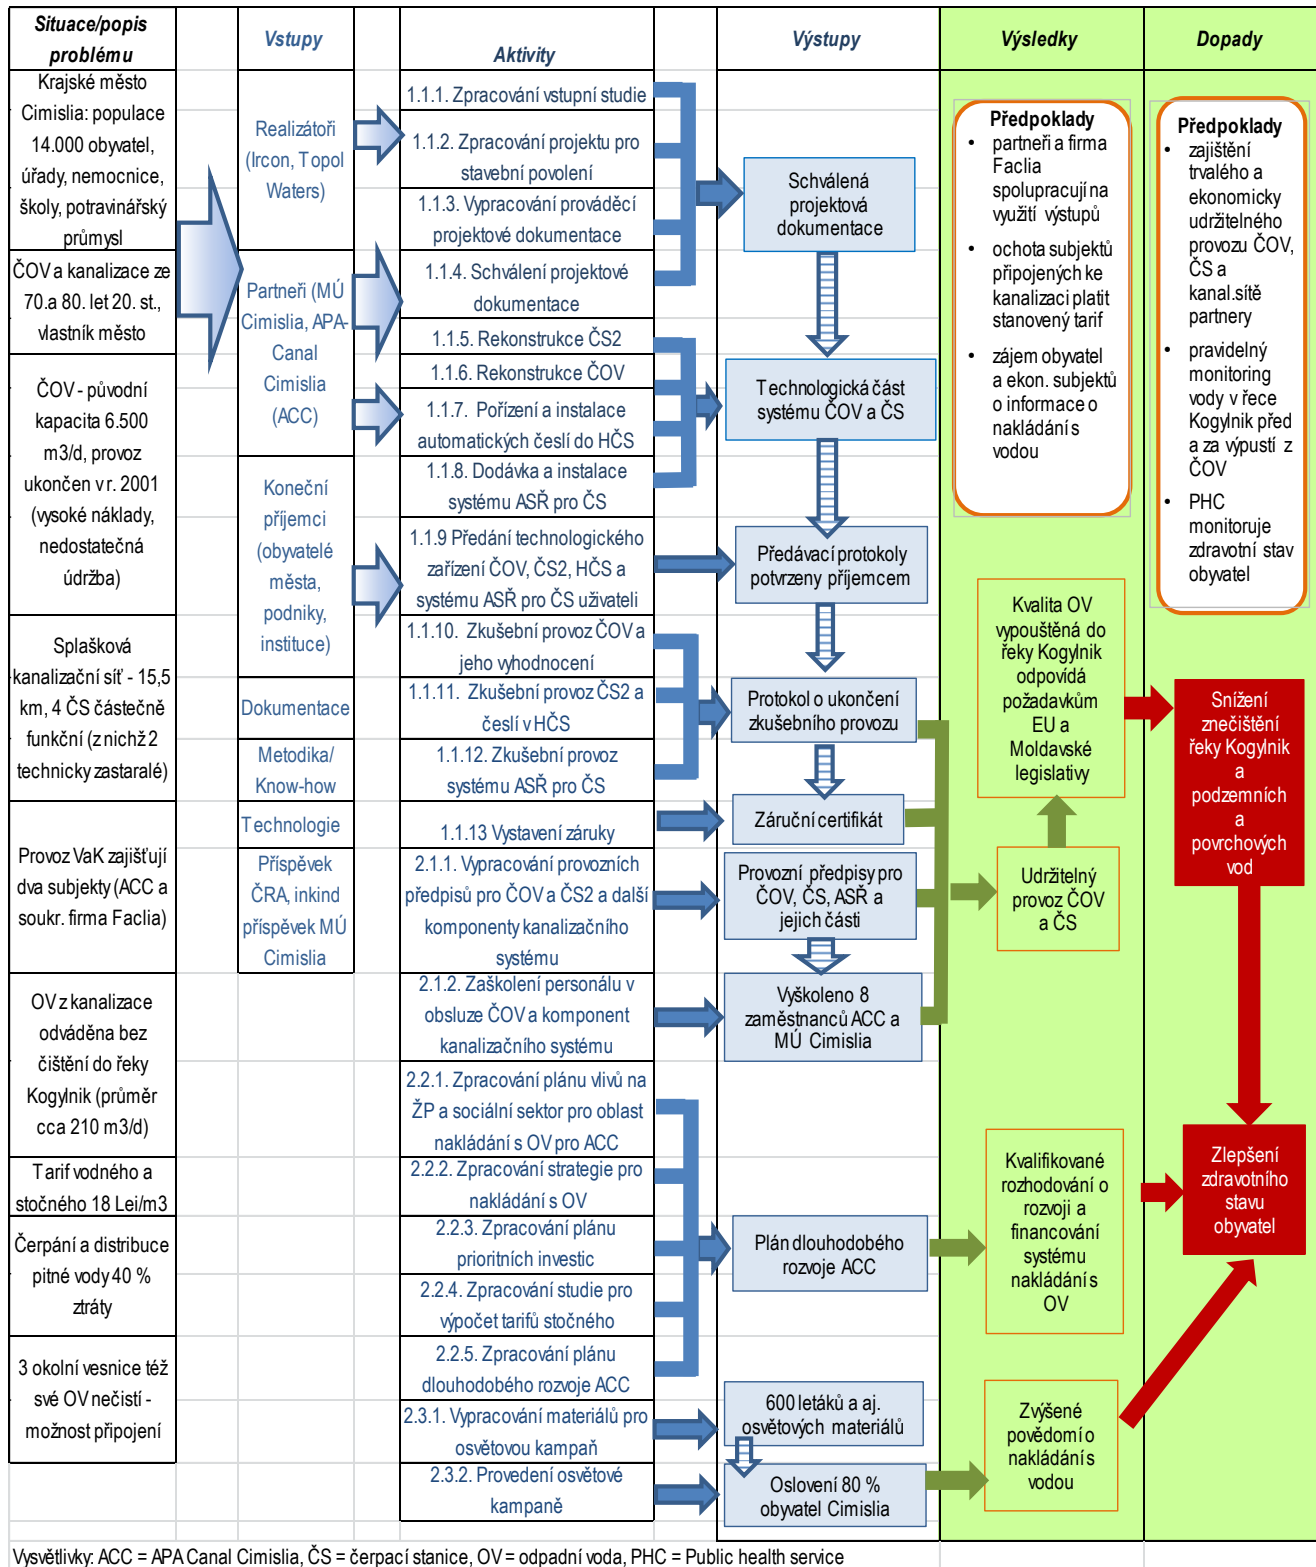 Situace/popis
problému
Vstupy
Aktivity
Výstupy
Výsledky
Dopady
Krajské město
Cimislia: populace
14.000 obyvatel,
úřady, nemocnice,
školy, potravinářský
průmysl
ČOV a kanalizace ze
70.a 80. let 20. st.,
vlastník město
ČOV - původní
kapacita 6.500
m3/d, provoz
ukončen v r. 2001
(vysoké náklady,
nedostatečná
údržba)
Splašková
kanalizační síť - 15,5
km, 4 ČS částečně
funkční (z nichž 2
technicky zastaralé)
Provoz VaK zajišťují
dva subjekty (ACC a
soukr. firma Faclia)
OV z kanalizace
odváděna bez
čištění do řeky
Kogylnik (průměr
cca 210 m3/d)
Tarif vodného a
stočného 18 Lei/m3
Čerpání a distribuce
pitné vody 40 %
ztráty
3 okolní vesnice též
své OV nečistí -
možnost připojení
Realizátoři
(Ircon, Topol
Waters)
Partneři (MÚ
Cimislia, APA-
Canal
Cimislia
(ACC)
Koneční
příjemci
(obyvatelé
města,
podniky,
instituce)
Dokumentace
Metodika/
Know-how
Technologie
Příspěvek
ČRA, inkind
příspěvek MÚ
Cimislia
1.1.1. Zpracování vstupní studie
1.1.2. Zpracování projektu pro
stavební povolení
1.1.3. Vypracování prováděcí
projektové dokumentace
1.1.4. Schválení projektové
dokumentace
1.1.5. Rekonstrukce ČS2
1.1.6. Rekonstrukce ČOV
1.1.7. Pořízení a instalace
automatických česlí do HČS
1.1.8. Dodávka a instalace
systému ASŘ pro ČS
1.1.9 Předání technologického
zařízení ČOV, ČS2, HČS a
systému ASŘ pro ČS uživateli
1.1.10. Zkušební provoz ČOV a
jeho vyhodnocení
1.1.11. Zkušební provoz ČS2 a
česlí v HČS
1.1.12. Zkušební provoz
systému ASŘ pro ČS
1.1.13 Vystavení záruky
2.1.1. Vypracování provozních
předpisů pro ČOV a ČS2 a další
komponenty kanalizačního
systému
2.1.2. Zaškolení personálu v
obsluze ČOV a komponent
kanalizačního systému
2.2.1. Zpracování plánu vlivů na
ŽP a sociální sektor pro oblast
nakládání s OV pro ACC
2.2.2. Zpracování strategie pro
nakládání s OV
2.2.3. Zpracování plánu
prioritních investic
2.2.4. Zpracování studie pro
výpočet tarifů stočného
2.2.5. Zpracování plánu
dlouhodobého rozvoje ACC
2.3.1. Vypracování materiálů pro
osvětovou kampaň
2.3.2. Provedení osvětové
kampaně
Schválená
projektová
dokumentace
Technologická část
systému ČOV a ČS
Předávací protokoly
potvrzeny příjemcem
Protokol o ukončení
zkušebního provozu
Záruční certifikát
Provozní předpisy pro
ČOV, ČS, ASŘ a
jejich části
Vyškoleno 8
zaměstnanců ACC a
MÚ Cimislia
Plán dlouhodobého
rozvoje ACC
600 letáků a aj.
osvětových materiálů
Oslovení 80 %
obyvatel Cimislia
Předpoklady
• partneři a firma
Faclia
spolupracují na
využití výstupů
• ochota subjektů
připojených ke
kanalizaci platit
stanovený tarif
• zájem obyvatel
a ekon. subjektů
o informace o
nakládání s
vodou
Kvalita OV
vypouštěná do
řeky Kogylnik
odpovídá
požadavkům
EU a
Moldavské
legislativy
Udržitelný
provoz ČOV
a ČS
Kvalifikované
rozhodování o
rozvoji a
financování
systému
nakládání s
OV
Zvýšené
povědomí o
nakládání s
vodou
Předpoklady
• zajištění
trvalého a
ekonomicky
udržitelného
provozu ČOV,
ČS a
kanal.sítě
partnery
• pravidelný
monitoring
vody v řece
Kogylnik před
a za výpustí z
ČOV
• PHC
monitoruje
zdravotní stav
obyvatel
Snížení
znečištění
řeky Kogylnik
a
podzemních
a
povrchových
vod
Zlepšení
zdravotního
stavu
obyvatel
Vysvětlivky: ACC = APA Canal Cimislia, ČS = čerpací stanice, OV = odpadní voda, PHC = Public health service